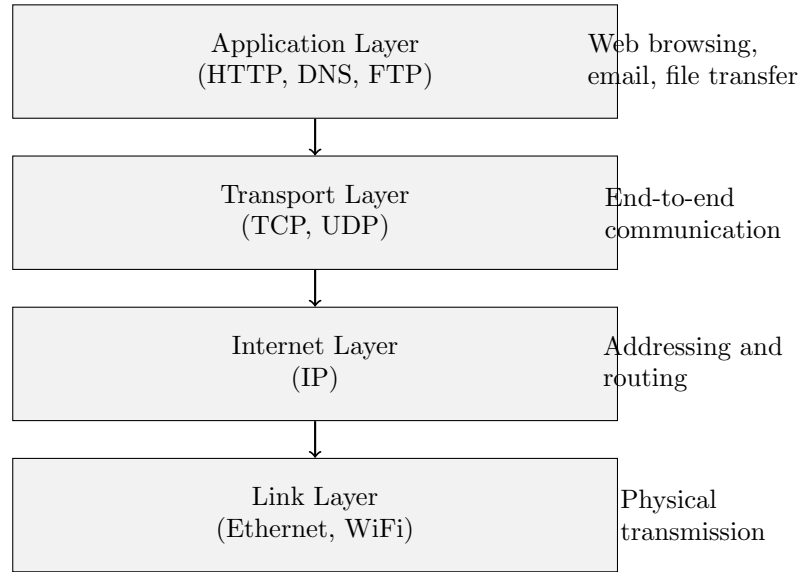 Application Layer
(HTTP, DNS, FTP)
Web browsing,
email, file transfer
Transport Layer
(TCP, UDP)
End-to-end
communication
Internet Layer
(IP)
Addressing and
routing
Link Layer
(Ethernet, WiFi)
Physical
transmission